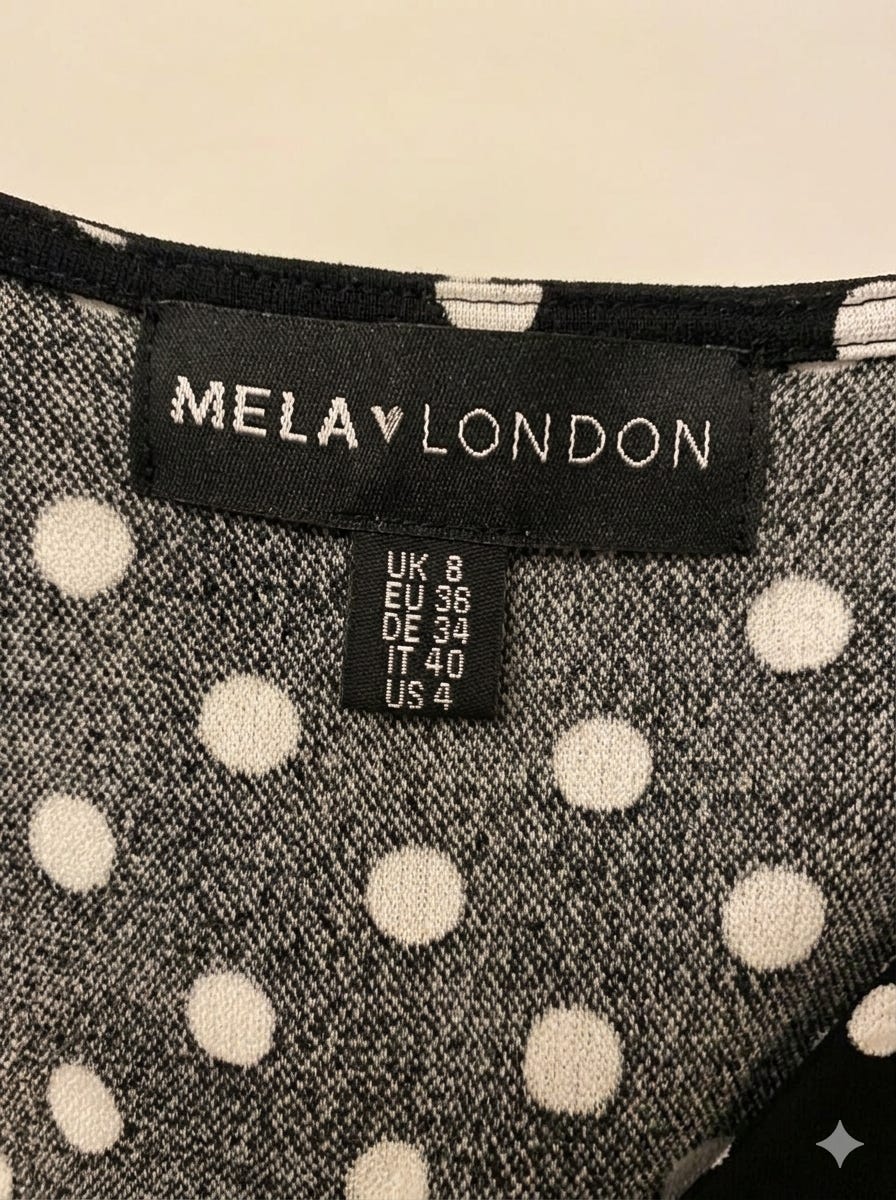 MELA LONDON
UK 8
EU 36
DE 34
IT 40
US 4